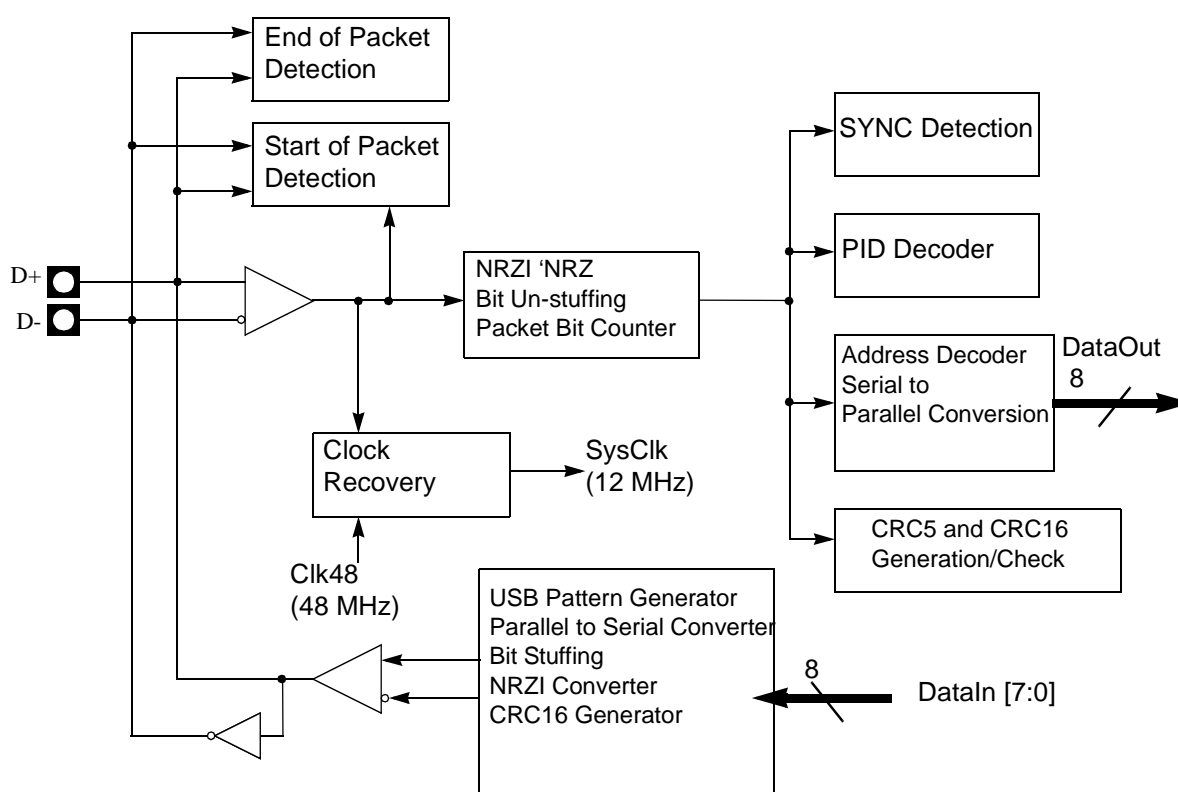 End of Packet
Detection
Start of Packet
Detection
SYNC Detection
PID Decoder
D+
D-
NRZI ‘NRZ
Bit Un-stuffing
Packet Bit Counter
Address Decoder
Serial to
Parallel Conversion
DataOut
8
Clock
Recovery
SysClk
(12 MHz)
CRC5 and CRC16
Generation/Check
Clk48
(48 MHz)
USB Pattern Generator
Parallel to Serial Converter
Bit Stuffing
NRZI Converter
CRC16 Generator
8
DataIn [7:0]